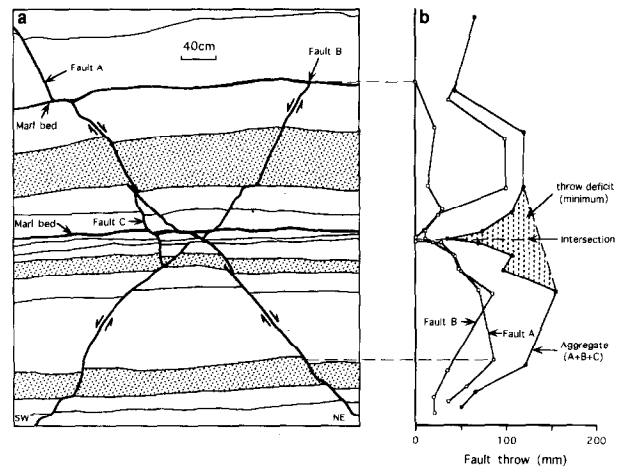 a
b
40cm
Fault A
Fault B
Marl bed
Fault C
Marl bed
SW
NE
throw deficit
(minimum)
Intersection
Fault B
Fault A
Aggregate
(A+B+C)
0
100
200
Fault throw (mm)